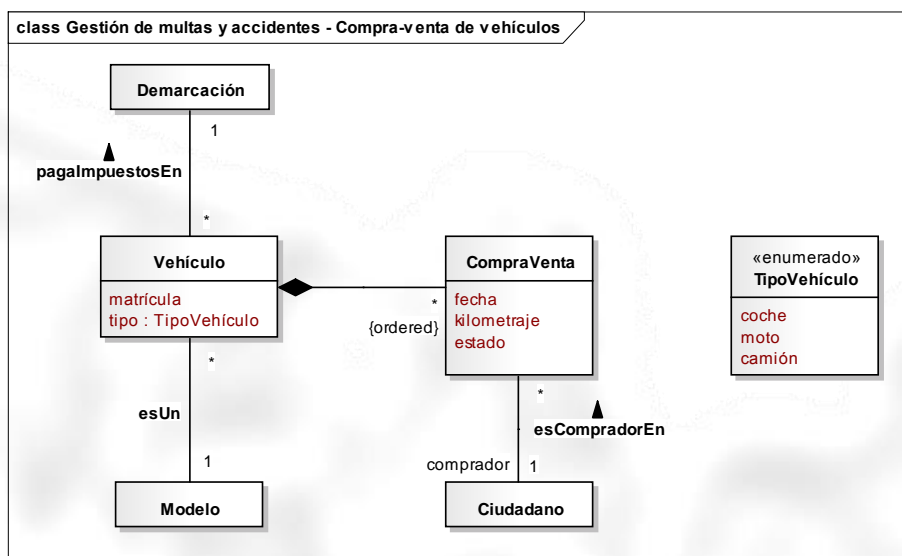 class Gestión de multas y accidentes - Compra-venta de vehículos
Demarcación
1
pagaImpuestosEn
*
Vehículo
matrícula
tipo : TipoVehículo
CompraVenta
fecha
kilometraje
estado
*
{ordered}
«enumerado»
TipoVehículo
coche
moto
camión
*
esUn
1
Modelo
*
esCompradorEn
comprador 1
Ciudadano